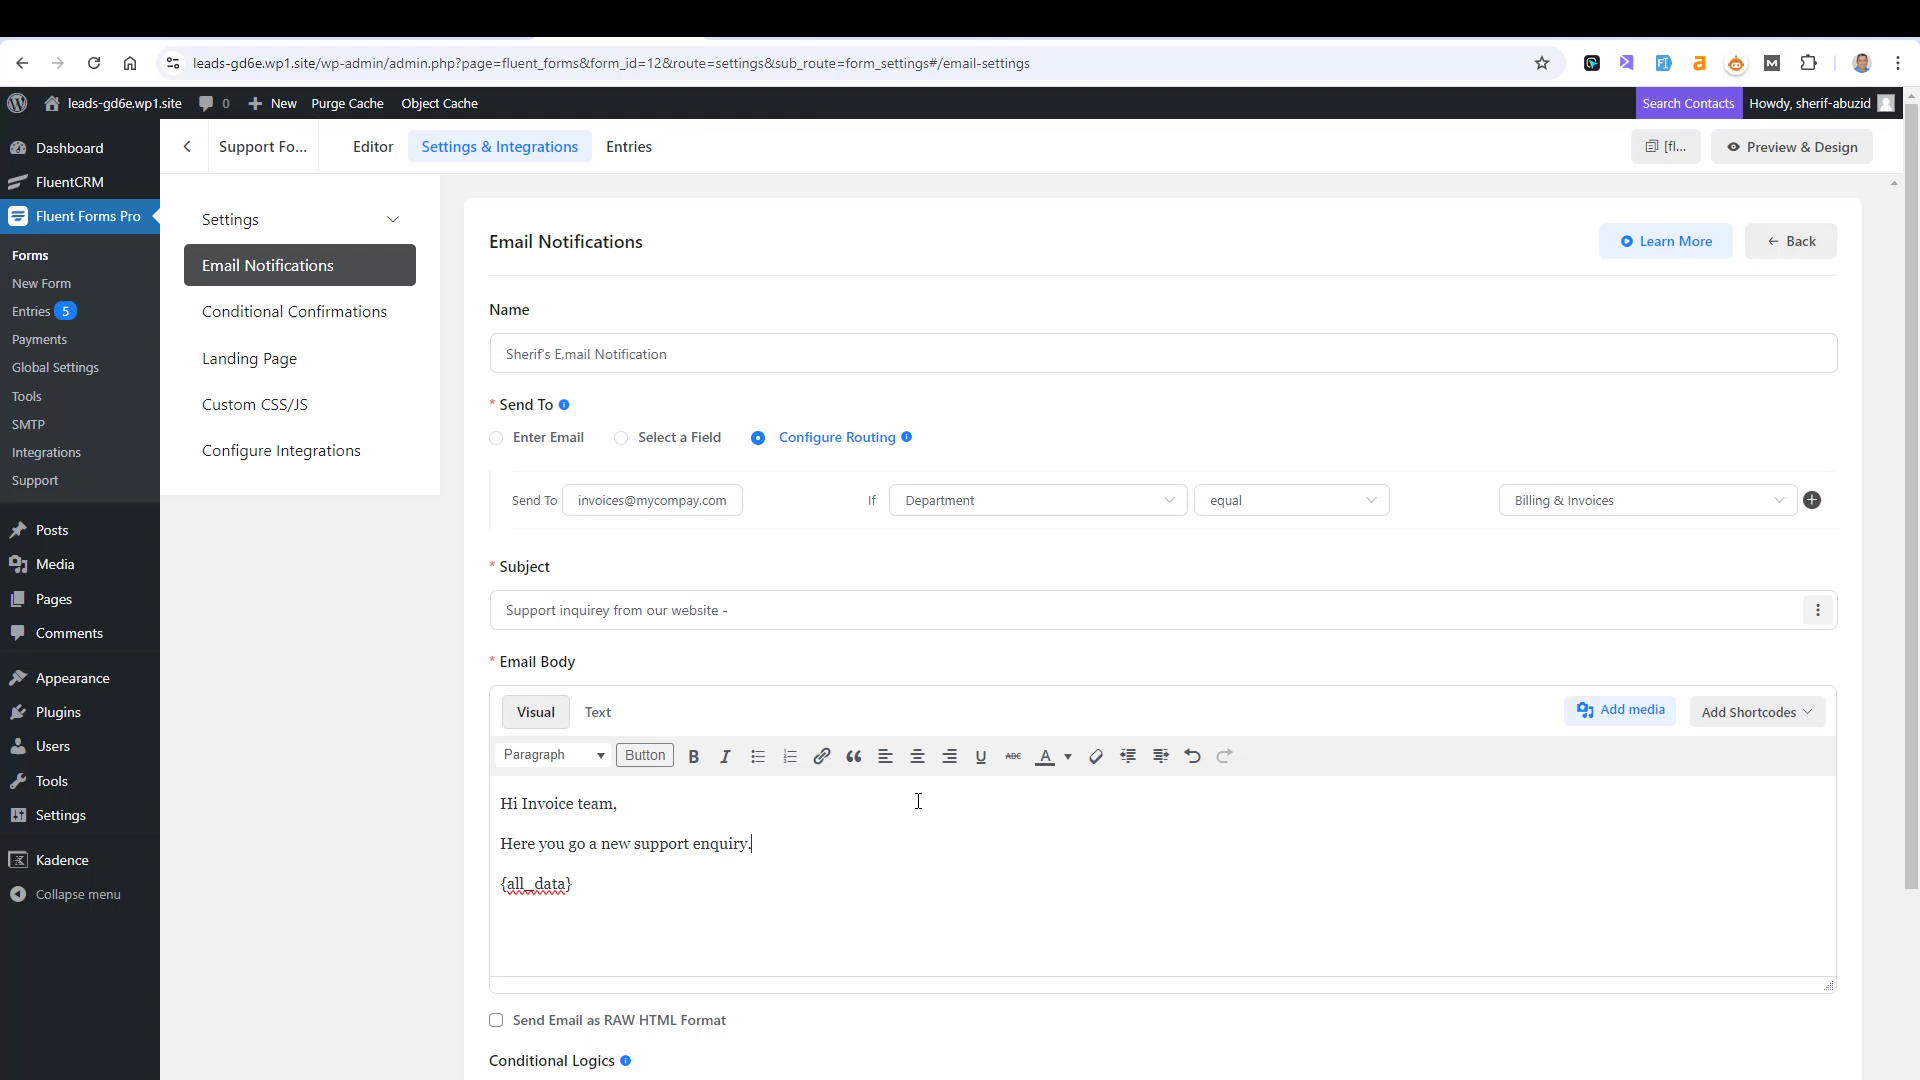 leads-gd6e.wp1.site/wp-admin/admin.php?page=fluent_forms&form_id=12&route=settings&sub_route=form_settings#/email-settings
leads-gd6e.wp1.site 0 New Purge Cache Object Cache Search Contacts Howdy, sherif-abuzid
Dashboard
FluentCRM
Fluent Forms Pro
Forms
New Form
Entries 5
Payments
Global Settings
Tools
SMTP
Integrations
Support
Posts
Media
Pages
Comments
Appearance
Plugins
Users
Tools
Settings
Kadence
Collapse menu
Support Fo... Editor Settings & Integrations Entries [fl... Preview & Design
Settings
Email Notifications
Conditional Confirmations
Landing Page
Custom CSS/JS
Configure Integrations
Email Notifications Learn More Back
Name
Sherif's E,mail Notification
* Send To
Enter Email Select a Field Configure Routing
Send To invoices@mycompay.com If Department equal Billing & Invoices
* Subject
Support inquirey from our website -
* Email Body
Visual Text Add media Add Shortcodes
Paragraph Button B I ABC A
Hi Invoice team,
Here you go a new support enquiry.
{all_data}
Send Email as RAW HTML Format
Conditional Logics